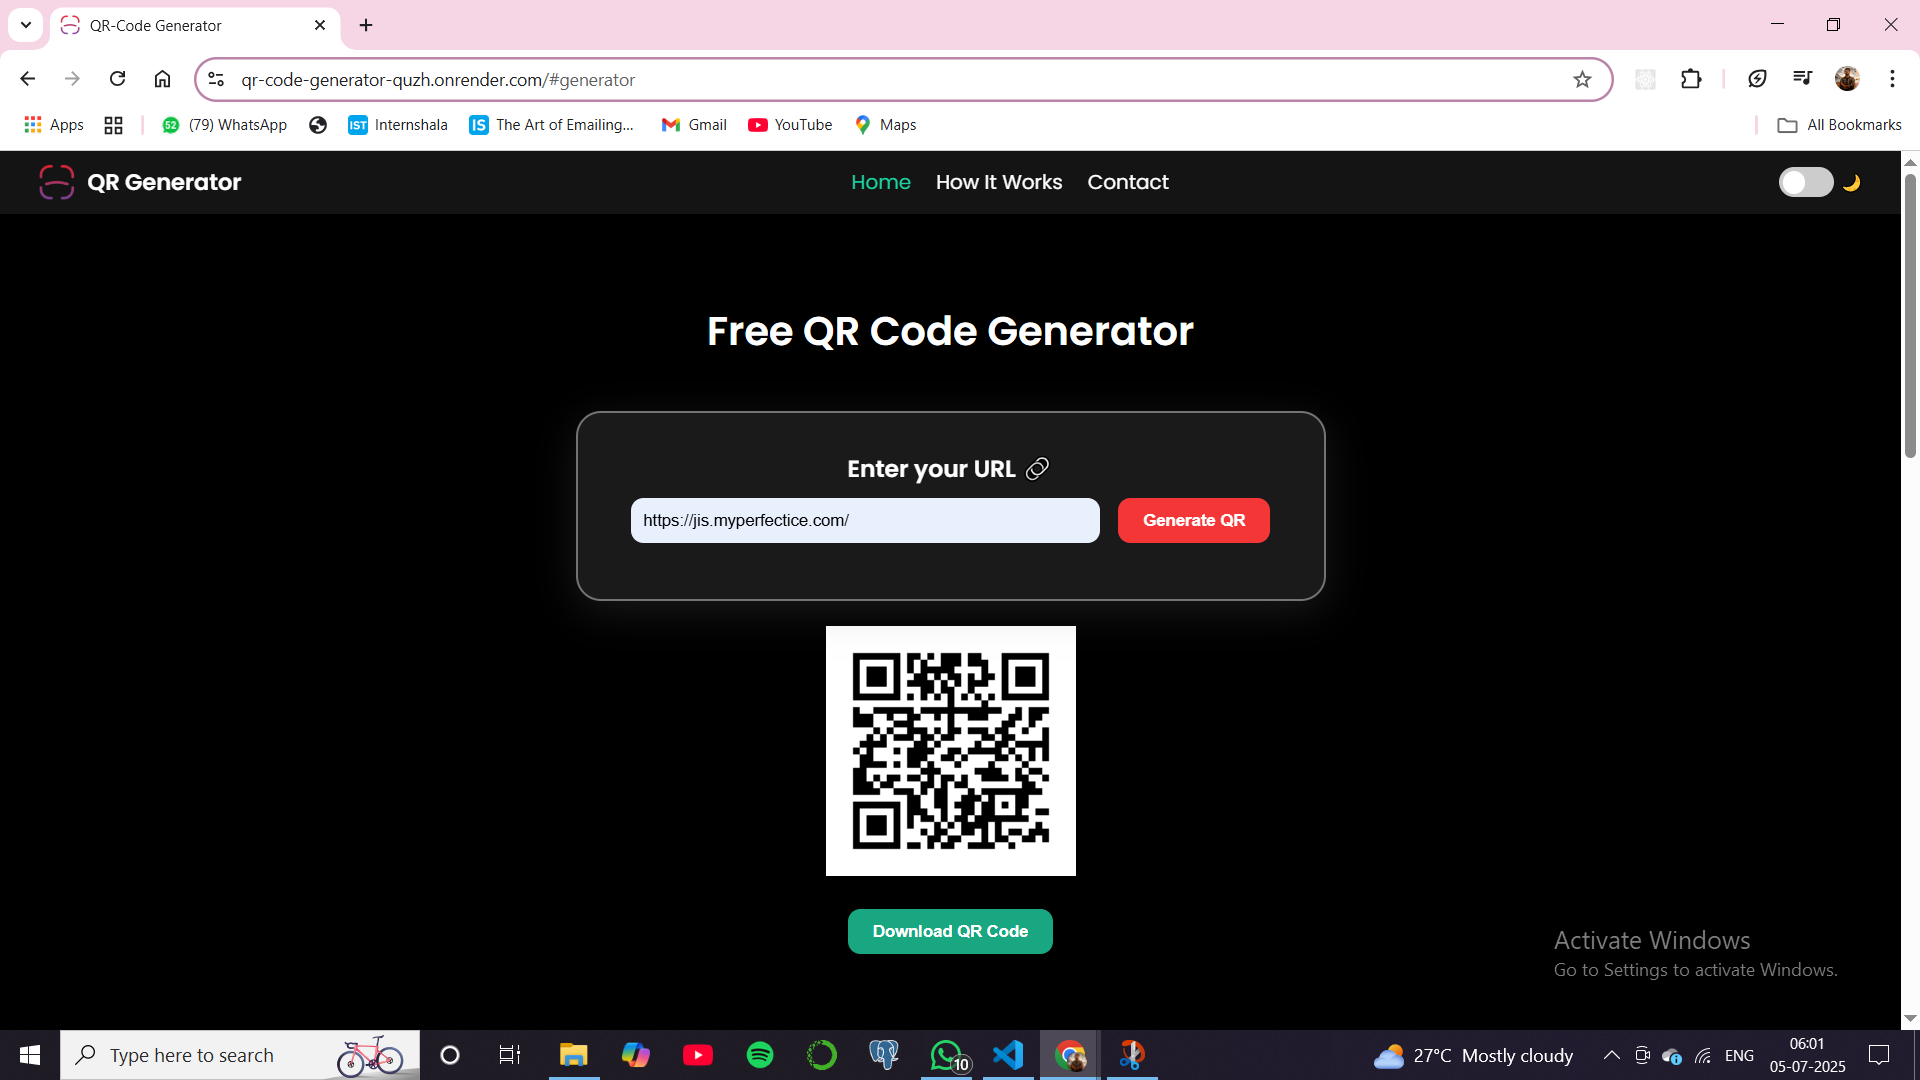 QR-Code Generator
qr-code-generator-quzh.onrender.com/#generator
Apps
52 (79) WhatsApp
IST Internshala
IS The Art of Emailing...
Gmail
YouTube
Maps
All Bookmarks
QR Generator
Home
How It Works
Contact
Free QR Code Generator
Enter your URL
https://jis.myperfectice.com/
Generate QR
Download QR Code
Activate Windows
Go to Settings to activate Windows.
Type here to search
10
27°C Mostly cloudy
ENG
06:01
05-07-2025